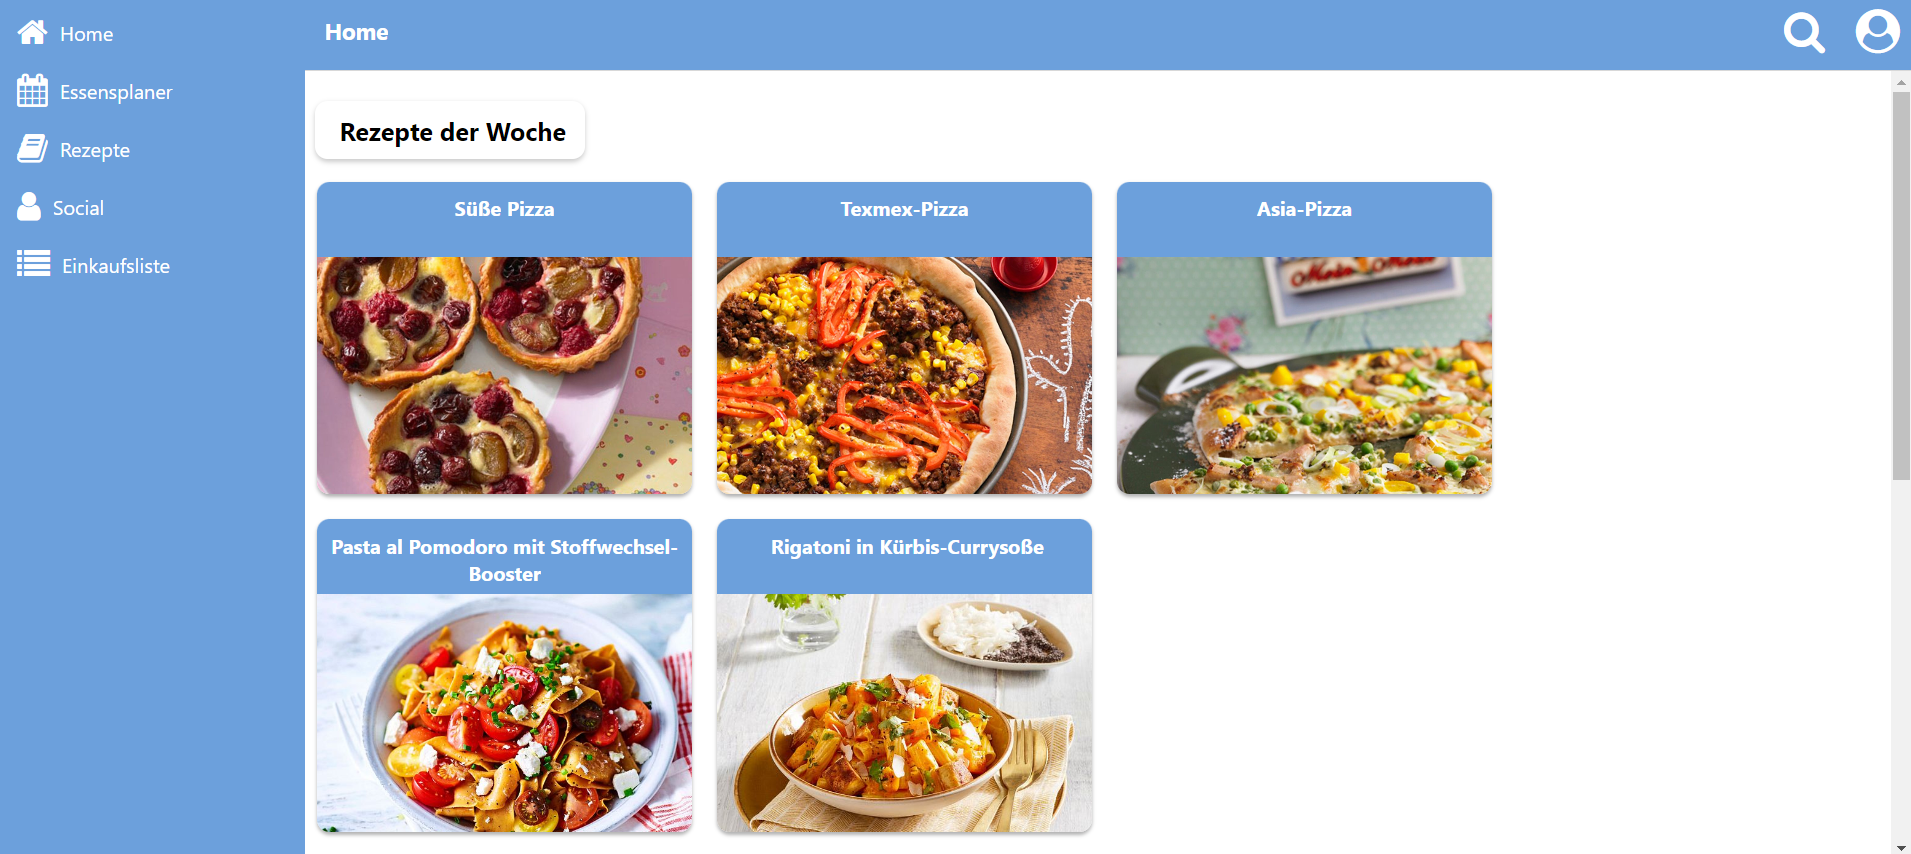 Home
Essensplaner
Rezepte
Social
Einkaufsliste
Home
Rezepte der Woche
Süße Pizza
Texmex-Pizza
Asia-Pizza
Pasta al Pomodoro mit Stoffwechsel-
Booster
Rigatoni in Kürbis-Currysoße